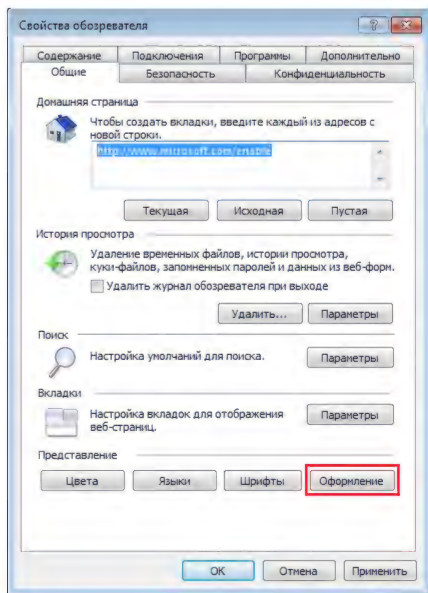 Свойства обозревателя
Содержание Подключения Программы Дополнительно
Общие Безопасность Конфиденциальность
Домашняя страница
Чтобы создать вкладки, введите каждый из адресов с
новой строки.
http://www.microsoft.com/enable
Текущая Исходная Пустая
История просмотра
Удаление временных файлов, истории просмотра,
куки-файлов, запомненных паролей и данных из веб-форм.
Удалить журнал обозревателя при выходе
Удалить... Параметры
Поиск
Настройка умолчаний для поиска. Параметры
Вкладки
Настройка вкладок для отображения
веб-страниц. Параметры
Представление
Цвета Языки Шрифты Оформление
ОК Отмена Применить